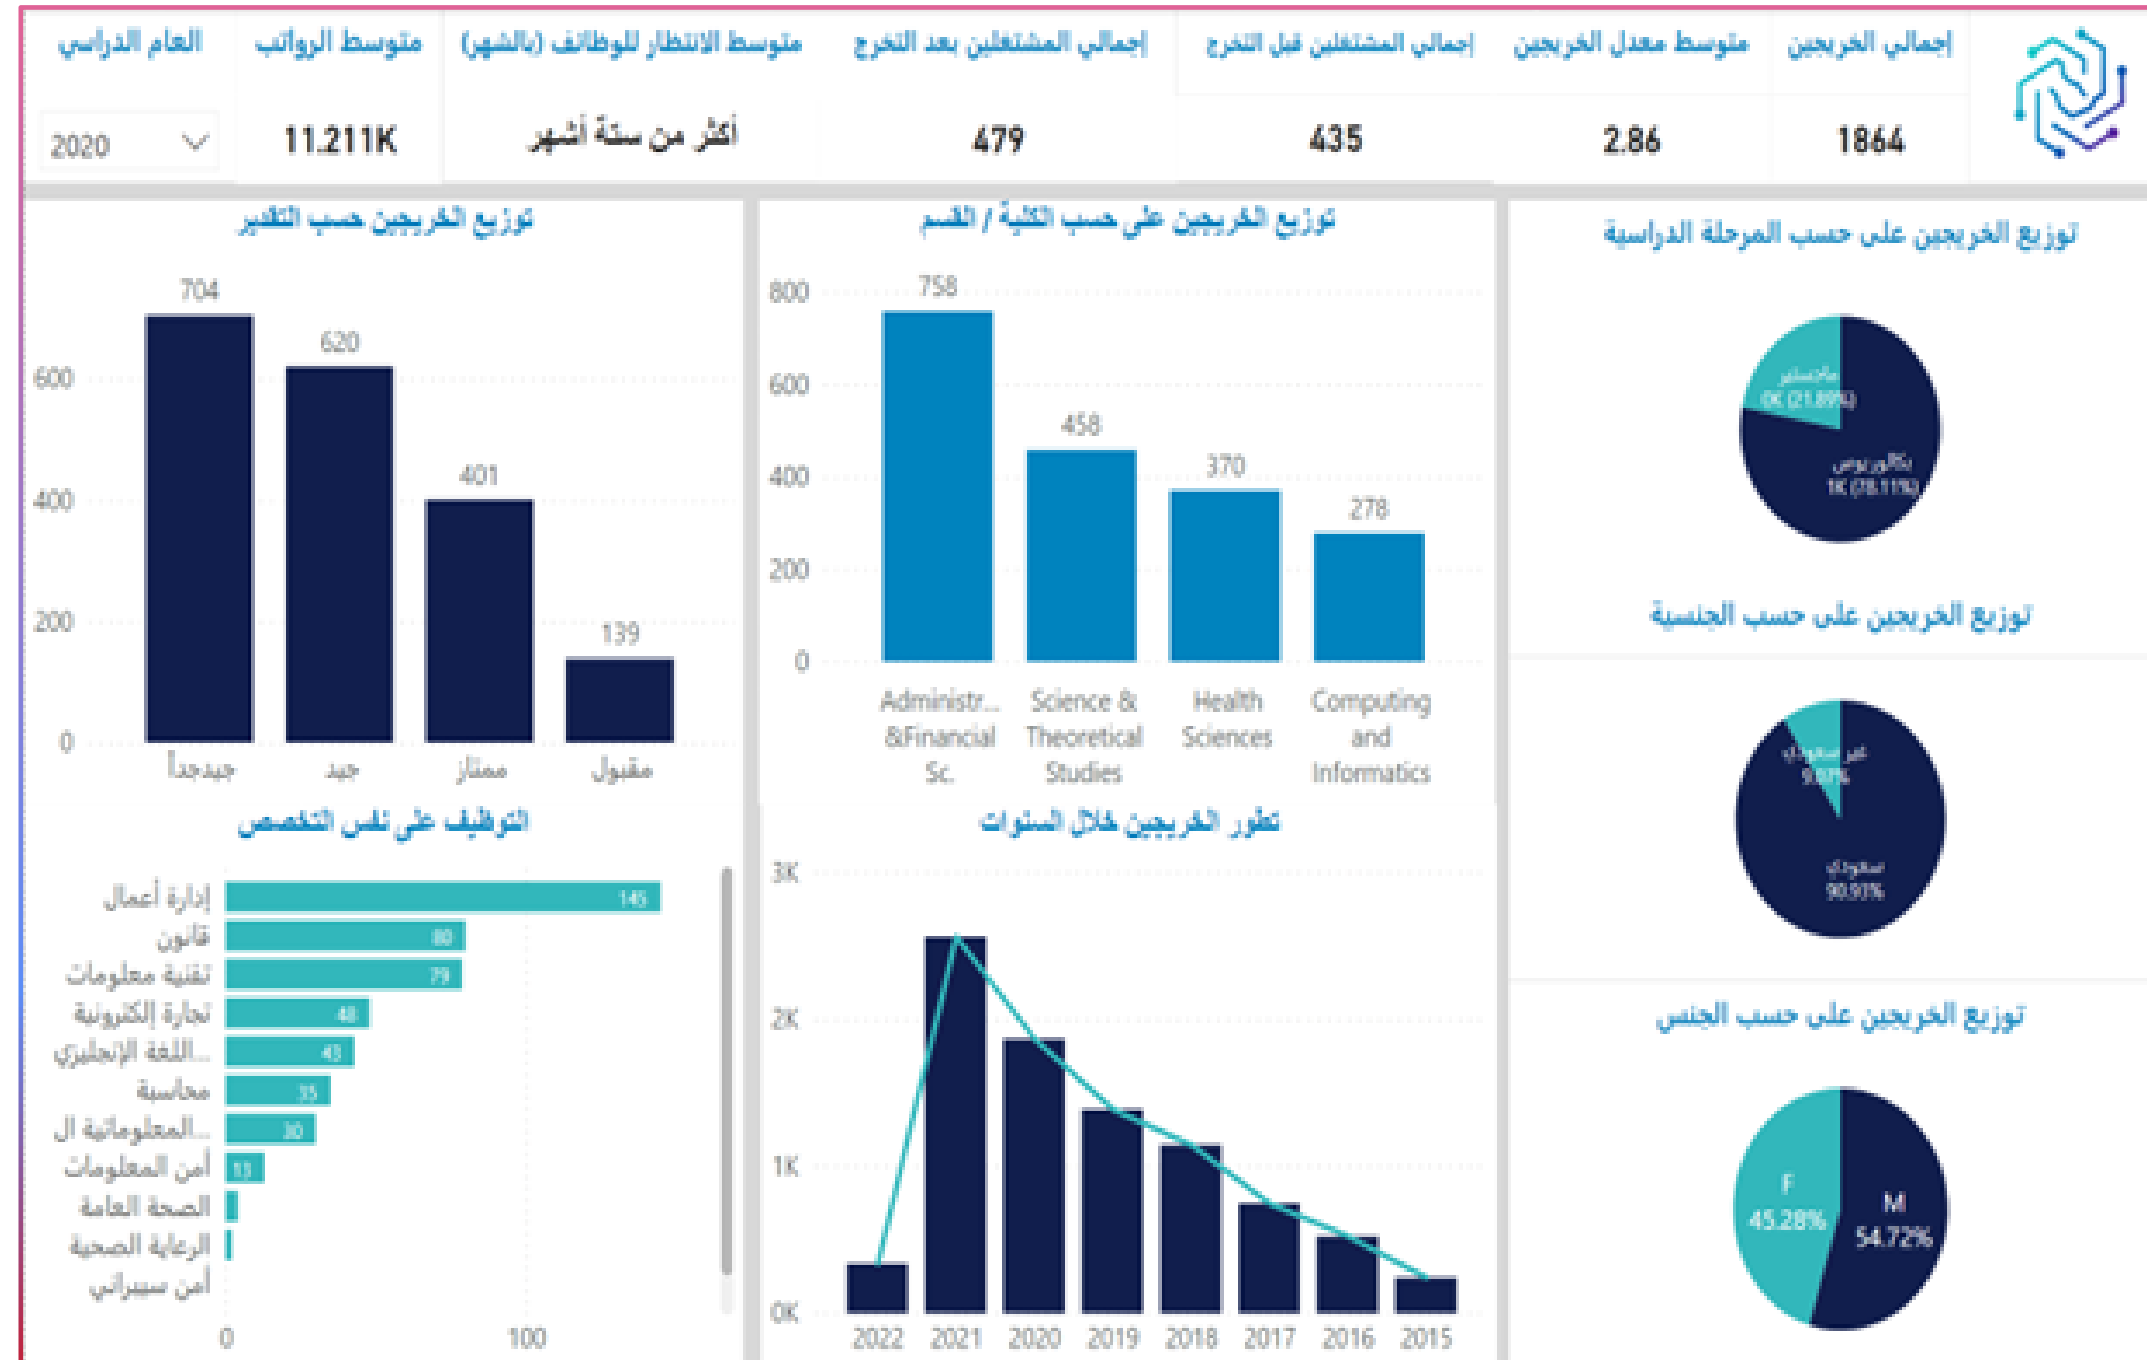 إجمالي الخريجين
1864
متوسط معدل الخريجين
2.86
إجمالي المشتغلين قبل التخرج
435
إجمالي المشتغلين بعد التخرج
479
متوسط الانتظار للوظائف (بالشهر)
أكثر من ستة أشهر
متوسط الرواتب
11.211K
العام الدراسي
2020
توزيع الخريجين على حسب المرحلة الدراسية
ماجستير
0K (21.89%)
بكالوريوس
1K (78.11%)
توزيع الخريجين على حسب الجنسية
غير سعودي
9.07%
سعودي
90.93%
توزيع الخريجين على حسب الجنس
F
45.28%
M
54.72%
توزيع الخريجين على حسب الكلية / القسم
800
600
400
200
0
758
458
370
278
Administr...
&Financial
Sc.
Science &
Theoretical
Studies
Health
Sciences
Computing
and
Informatics
تطور الخريجين خلال السنوات
3K
2K
1K
0K
2022
2021
2020
2019
2018
2017
2016
2015
توزيع الخريجين حسب التقدير
600
400
200
0
704
620
401
139
جيدجداً
جيد
ممتاز
مقبول
التوظيف على نفس التخصص
إدارة أعمال
145
قانون
80
تقنية معلومات
79
تجارة إلكترونية
48
...اللغة الإنجليزي
43
محاسبة
35
...المعلوماتية ال
30
أمن المعلومات
13
الصحة العامة
الرعاية الصحية
أمن سيبراني
0
100